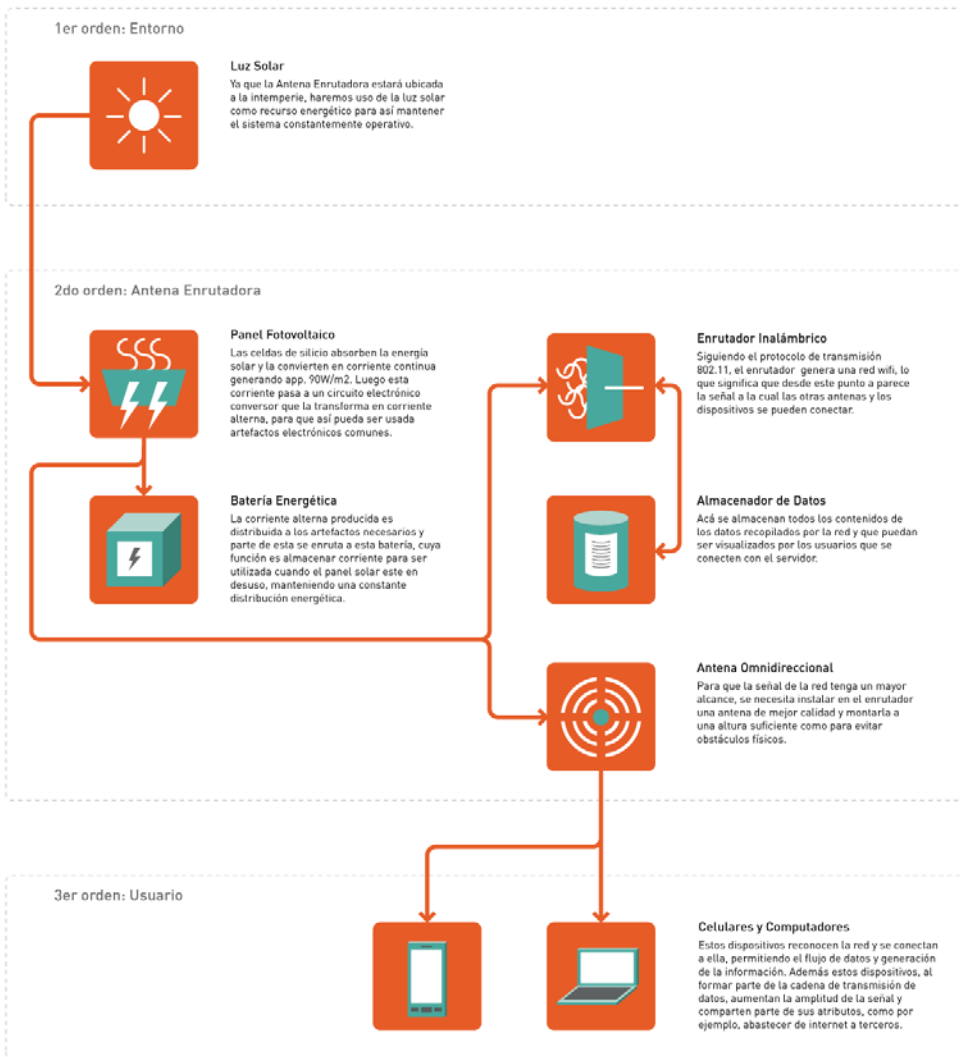 1er orden: Entorno
Luz Solar
Ya que la Antena Enrutadora estará ubicada
a la intemperie, haremos uso de la luz solar
como recurso energético para así mantener
el sistema constantemente operativo.
2do orden: Antena Enrutadora
Panel Fotovoltaico
Las celdas de silicio absorben la energía
solar y la convierten en corriente continua
generando app. 90W/m2. Luego esta
corriente pasa a un circuito electrónico
conversor que la transforma en corriente
alterna, para que así pueda ser usada
artefactos electrónicos comunes.
Enrutador Inalámbrico
Siguiendo el protocolo de transmisión
802.11, el enrutador genera una red wifi, lo
que significa que desde este punto a parece
la señal a la cual las otras antenas y los
dispositivos se pueden conectar.
Batería Energética
La corriente alterna producida es
distribuida a los artefactos necesarios y
parte de esta se enruta a esta batería, cuya
función es almacenar corriente para ser
utilizada cuando el panel solar este en
desuso, manteniendo una constante
distribución energética.
Almacenador de Datos
Acá se almacenan todos los contenidos de
los datos recopilados por la red y que puedan
ser visualizados por los usuarios que se
conecten con el servidor.
Antena Omnidireccional
Para que la señal de la red tenga un mayor
alcance, se necesita instalar en el enrutador
una antena de mejor calidad y montarla a
una altura suficiente como para evitar
obstáculos físicos.
3er orden: Usuario
Celulares y Computadores
Estos dispositivos reconocen la red y se conectan
a ella, permitiendo el flujo de datos y generación
de la información. Además estos dispositivos, al
formar parte de la cadena de transmisión de
datos, aumentan la amplitud de la señal y
comparten parte de sus atributos, como por
ejemplo, abastecer de internet a terceros.